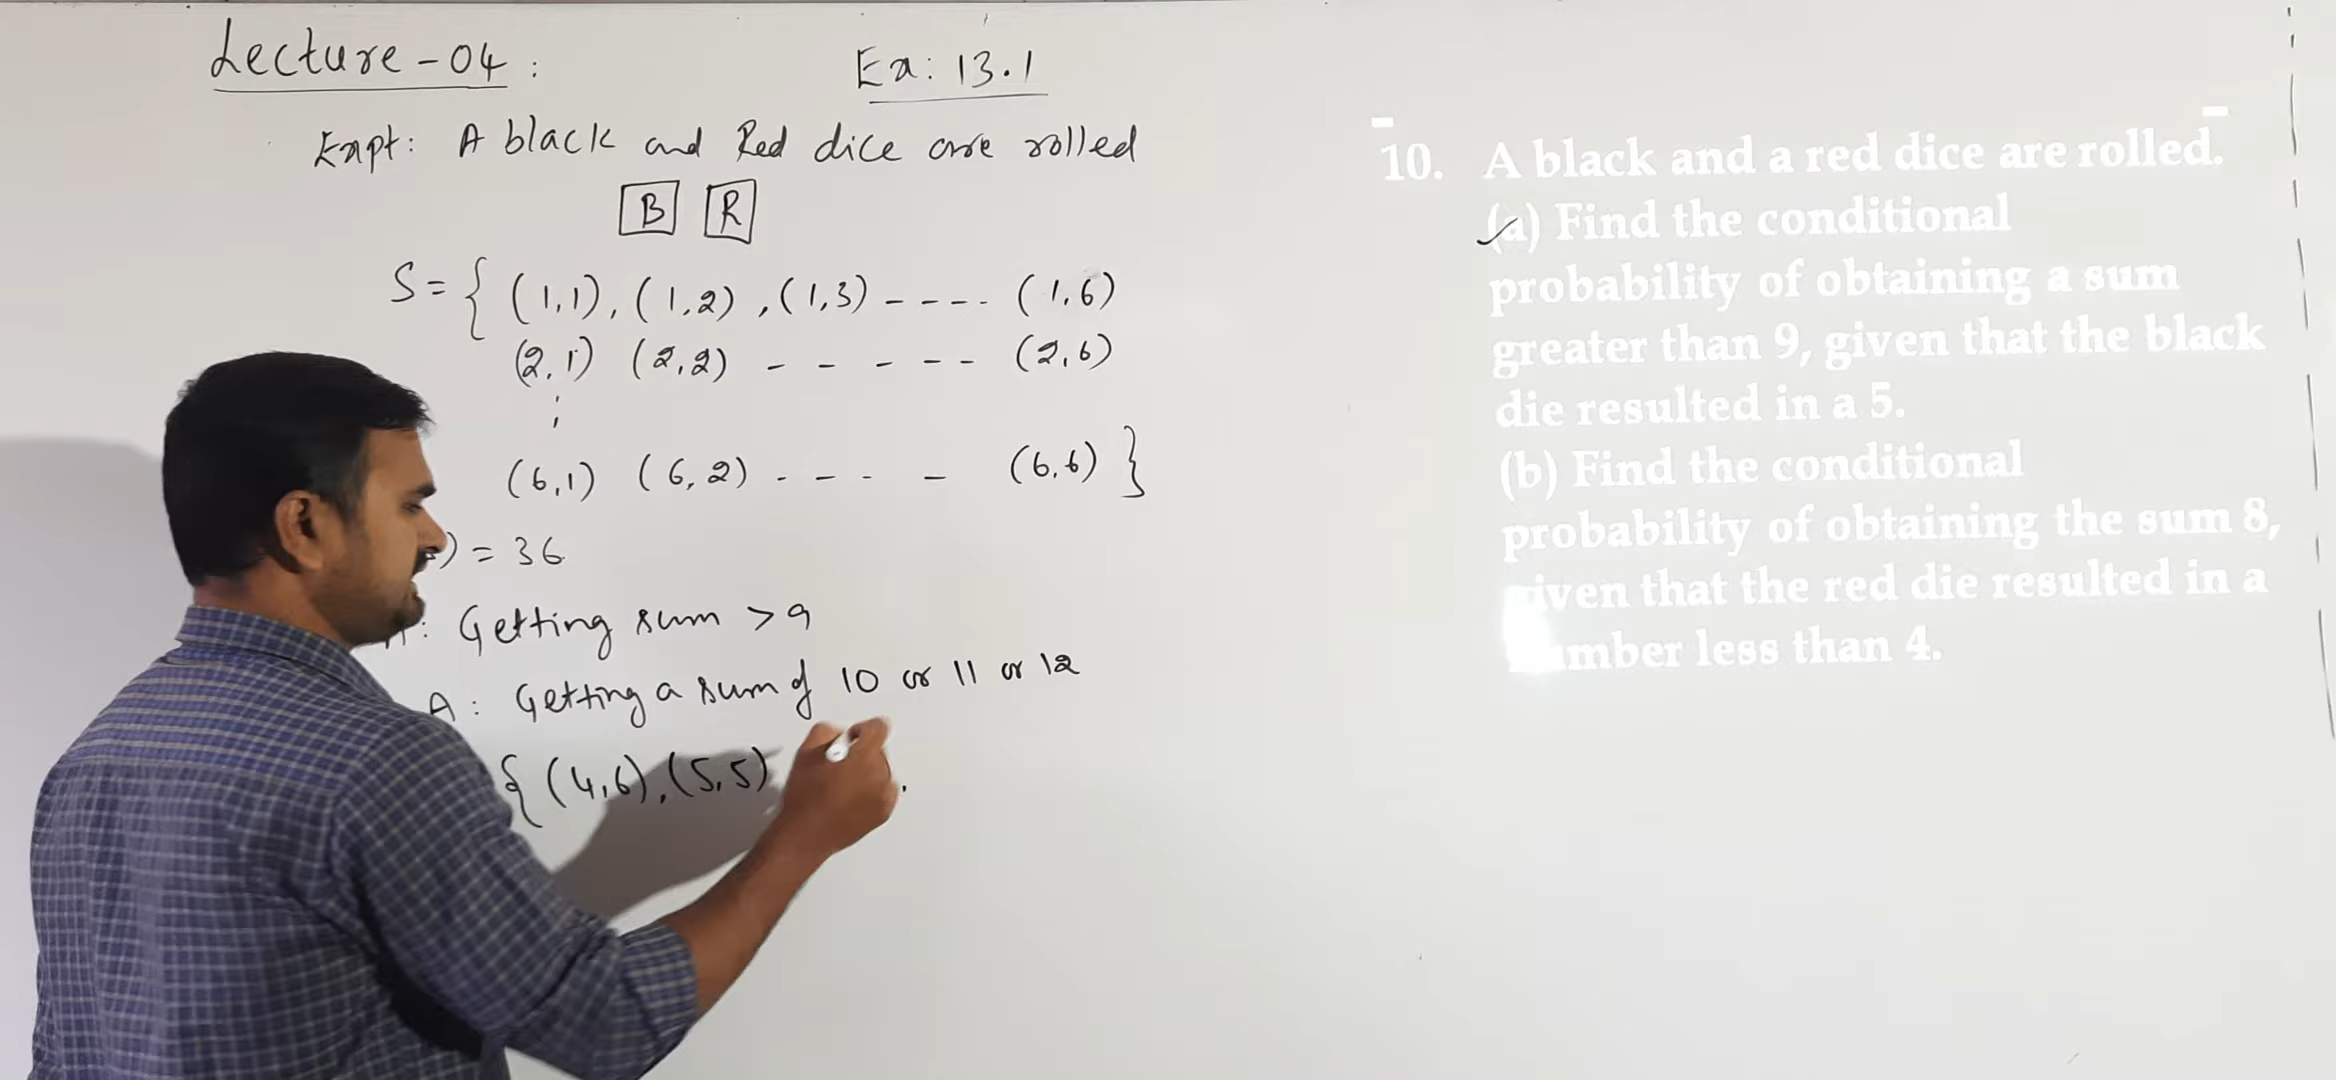 Lecture-04 :
Ex: 13.1
Expt: A black and Red dice are rolled
B R
S = { (1,1), (1,2), (1,3) ---- (1,6)
(2,1) (2,2) - - - - - (2,6)
(6,1) (6,2) - - - - (6,6) }
) = 36
: Getting sum > 9
A: Getting a sum of 10 or 11 or 12
{ (4,6), (5,5)
10. A black and a red dice are rolled.
(a) Find the conditional
probability of obtaining a sum
greater than 9, given that the black
die resulted in a 5.
(b) Find the conditional
probability of obtaining the sum 8,
given that the red die resulted in a
number less than 4.